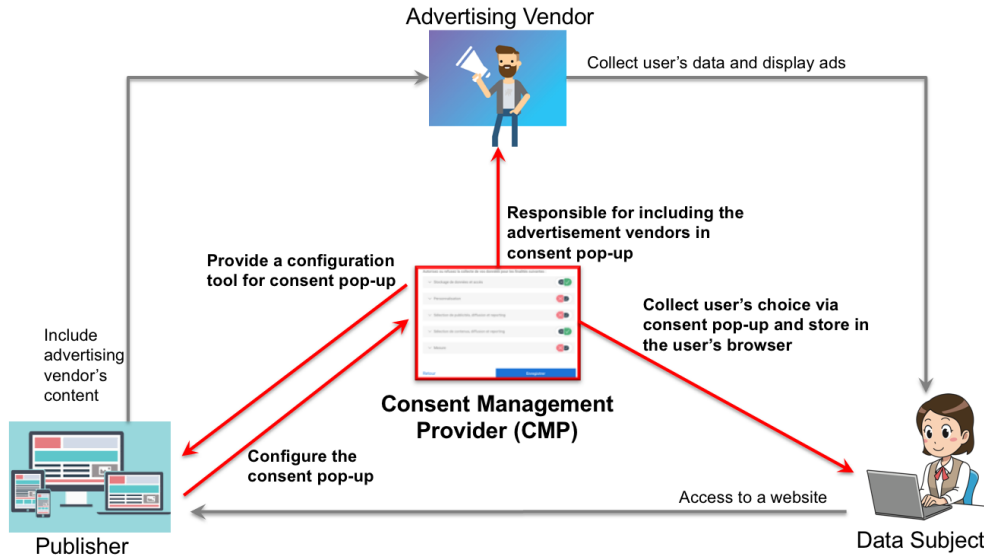 Advertising Vendor
Collect user's data and display ads
Responsible for including the
advertisement vendors in
consent pop-up
Provide a configuration
tool for consent pop-up
Collect user's choice via
consent pop-up and store in
the user's browser
Include
advertising
vendor's
content
Retour
Enregistrer
Consent Management
Provider (CMP)
Configure the
consent pop-up
Access to a website
Publisher
Data Subject